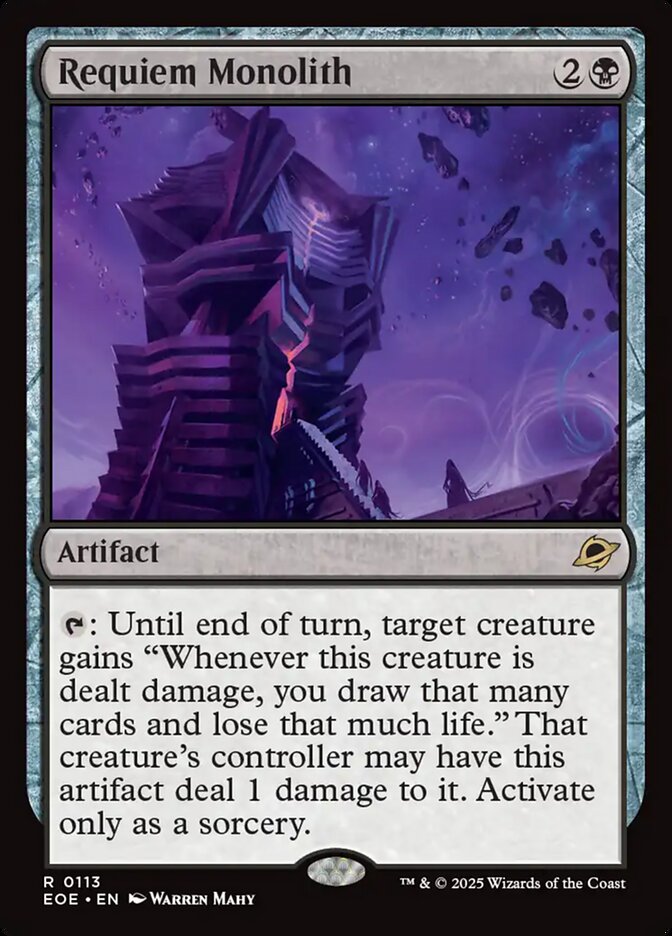 Requiem Monolith 2
Artifact
: Until end of turn, target creature
gains “Whenever this creature is
dealt damage, you draw that many
cards and lose that much life.” That
creature’s controller may have this
artifact deal 1 damage to it. Activate
only as a sorcery.
R 0113
EOE • EN Warren Mahy
™ & © 2025 Wizards of the Coast